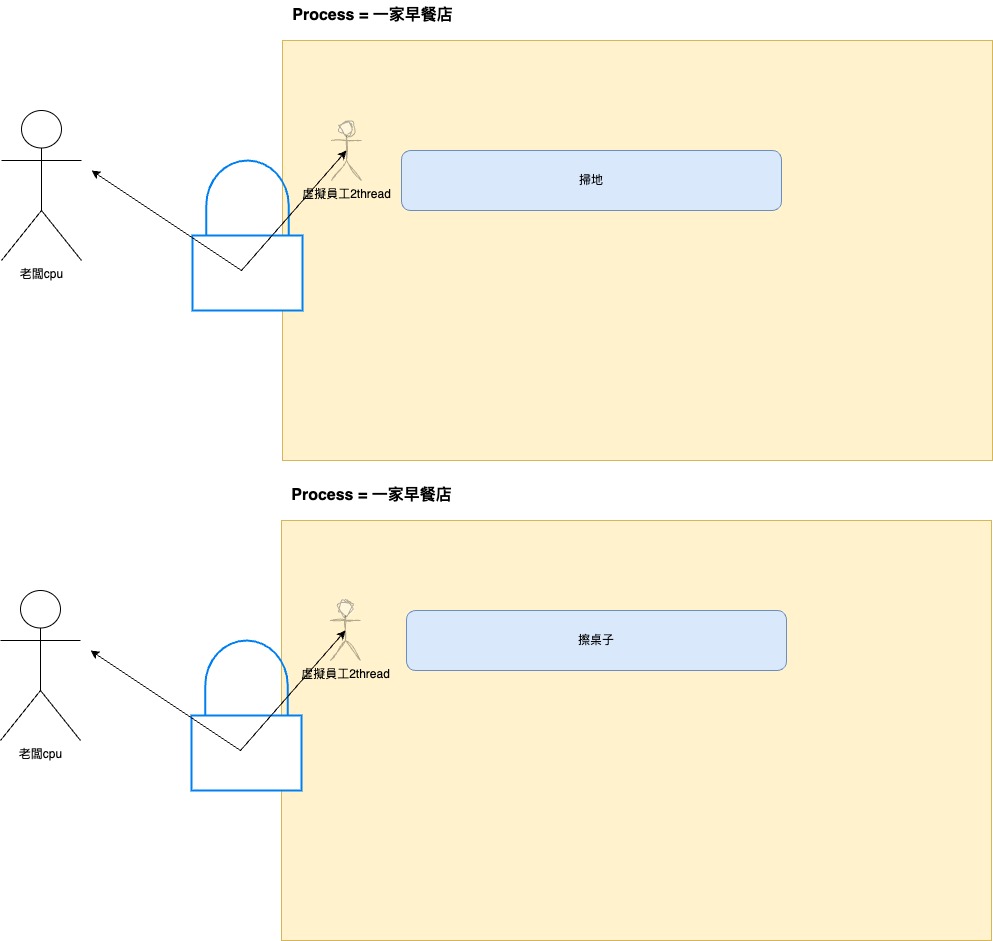 Process = 一家早餐店
虛擬員工2thread
掃地
老闆cpu
Process = 一家早餐店
虛擬員工2thread
擦桌子
老闆cpu